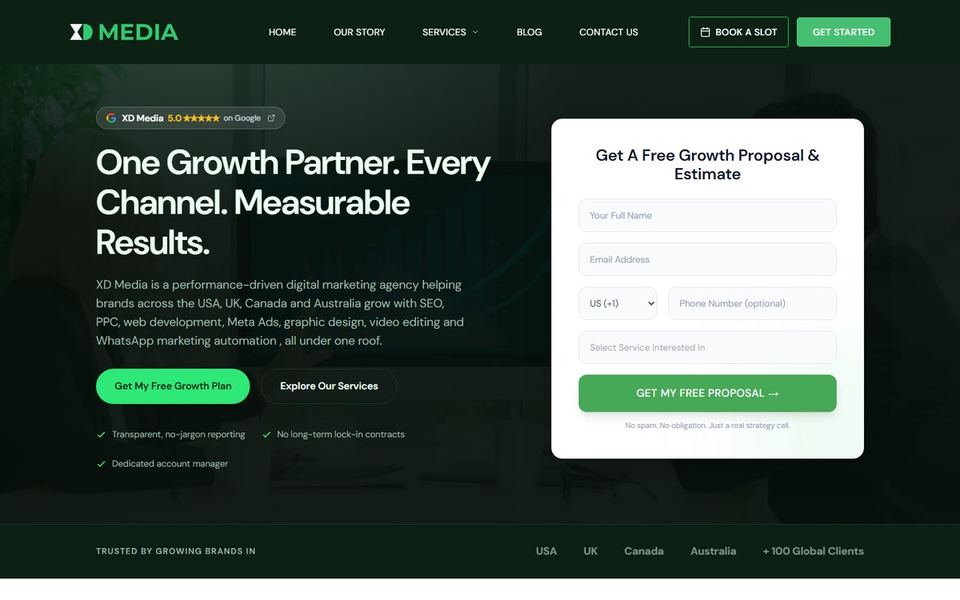 XD MEDIA
HOME
OUR STORY
SERVICES
BLOG
CONTACT US
BOOK A SLOT
GET STARTED
XD Media 5.0 ★★★★★ on Google
One Growth Partner. Every
Channel. Measurable
Results.
XD Media is a performance-driven digital marketing agency helping
brands across the USA, UK, Canada and Australia grow with SEO,
PPC, web development, Meta Ads, graphic design, video editing and
WhatsApp marketing automation , all under one roof.
Get My Free Growth Plan
Explore Our Services
Transparent, no-jargon reporting
No long-term lock-in contracts
Dedicated account manager
Get A Free Growth Proposal &
Estimate
Your Full Name
Email Address
US (+1)
Phone Number (optional)
Select Service Interested In
GET MY FREE PROPOSAL →
No spam. No obligation. Just a real strategy call.
TRUSTED BY GROWING BRANDS IN
USA
UK
Canada
Australia
+ 100 Global Clients